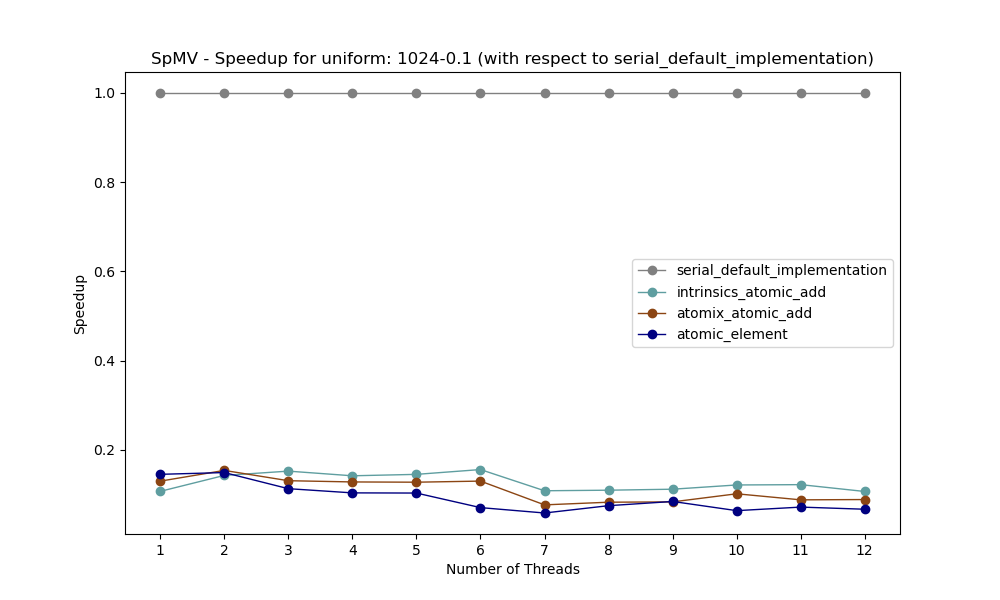 SpMV - Speedup for uniform: 1024-0.1 (with respect to serial_default_implementation)
1.0
0.8
0.6
0.4
0.2
Speedup
serial_default_implementation
intrinsics_atomic_add
atomix_atomic_add
atomic_element
1 2 3 4 5 6 7 8 9 10 11 12
Number of Threads